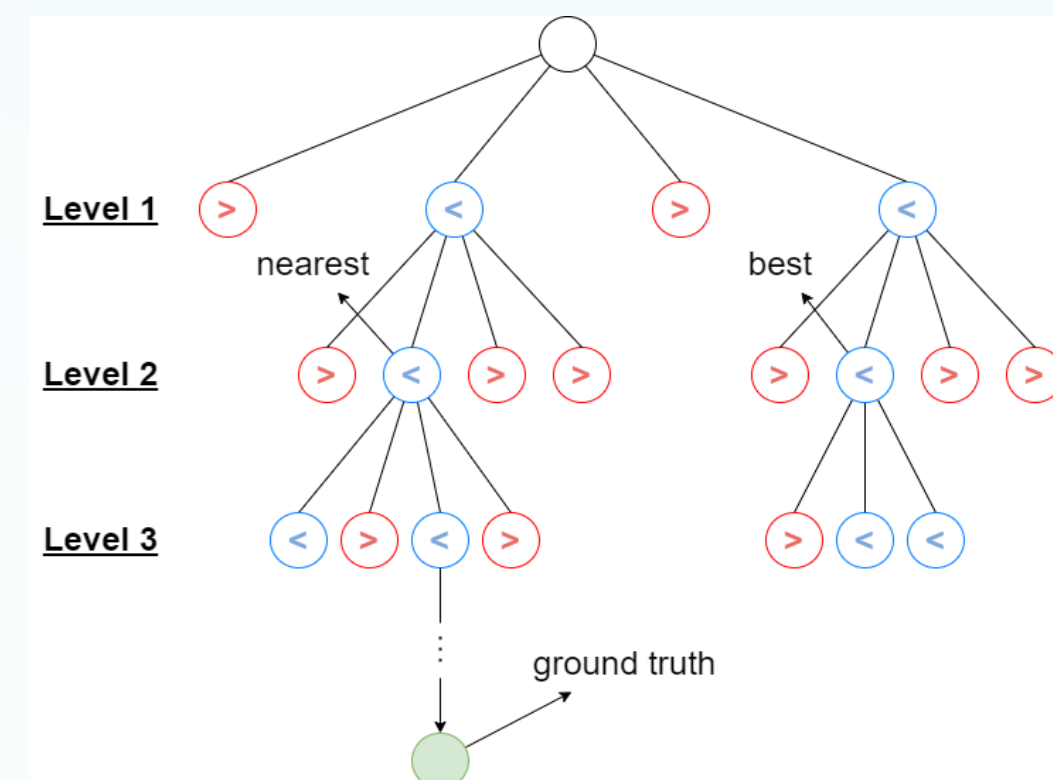 Level 1 > < > <
nearest best
Level 2 > < > > > < > >
Level 3 < > < > > < <
⋮
ground truth